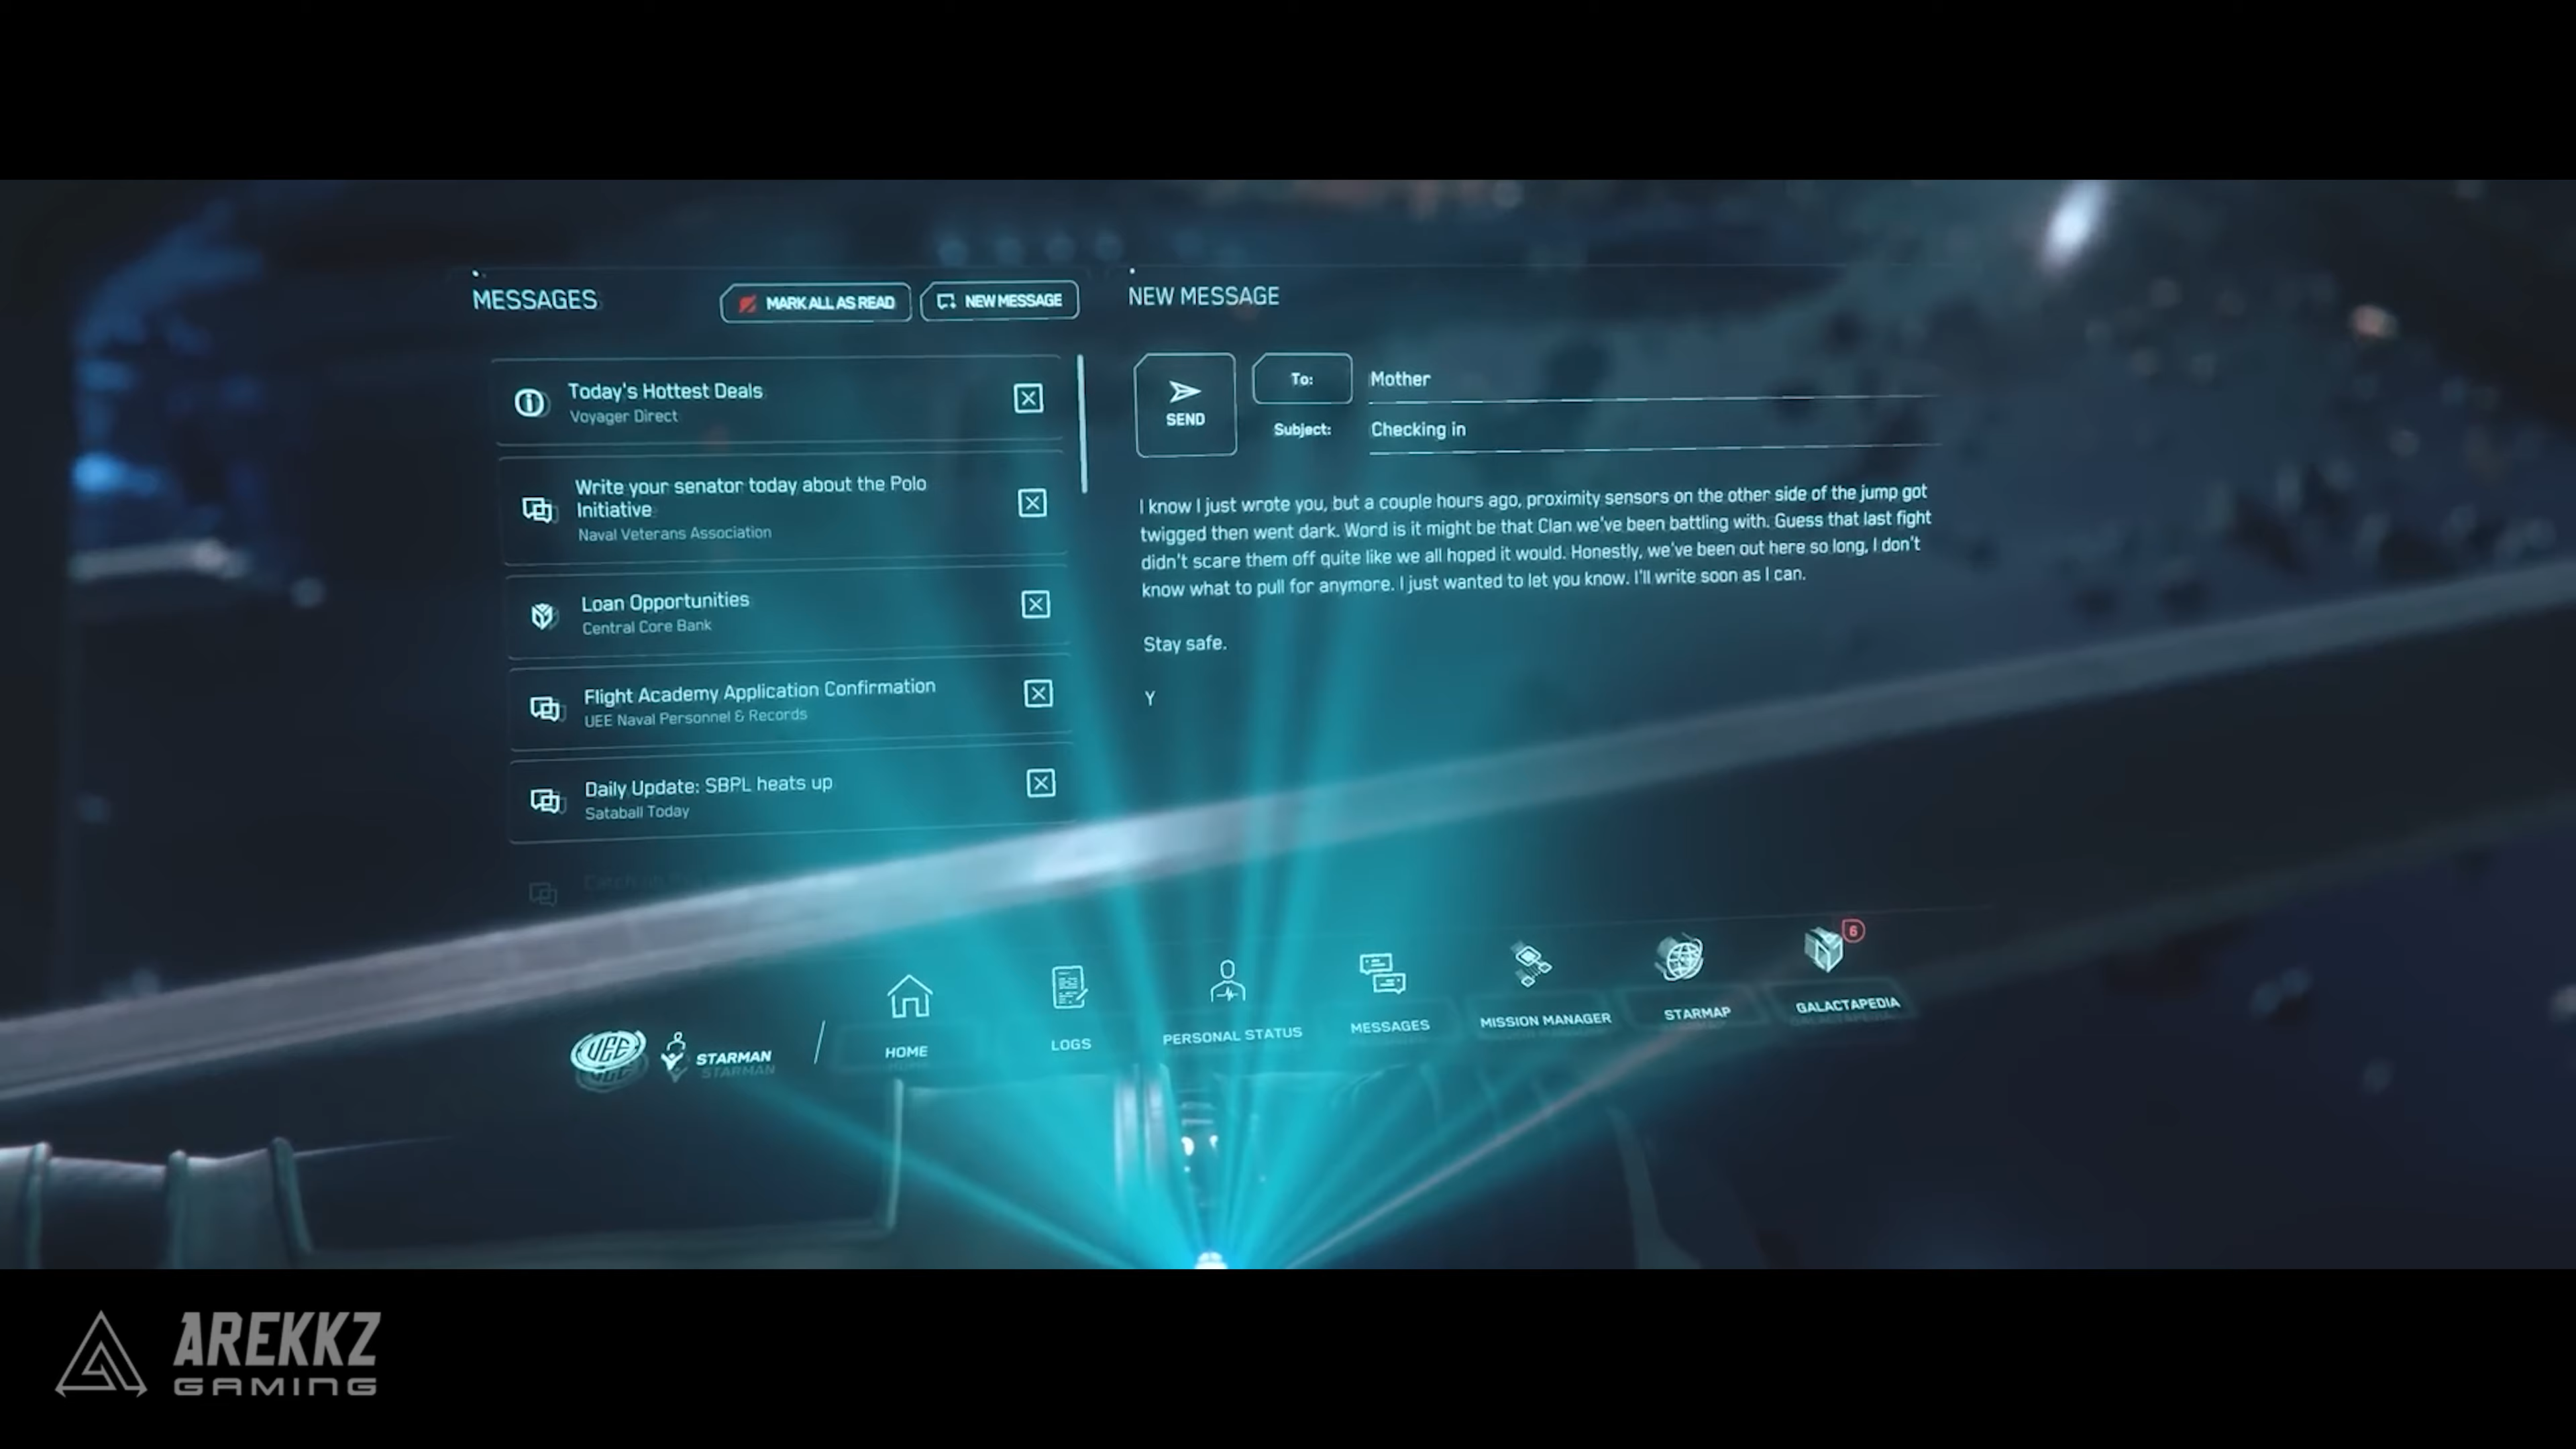 MESSAGES
MARK ALL AS READ
NEW MESSAGE
Today's Hottest Deals
Voyager Direct
Write your senator today about the Polo
Initiative
Naval Veterans Association
Loan Opportunities
Central Core Bank
Flight Academy Application Confirmation
UEE Naval Personnel & Records
Daily Update: SBPL heats up
Sataball Today
NEW MESSAGE
SEND
To: Mother
Subject: Checking in
I know I just wrote you, but a couple hours ago, proximity sensors on the other side of the jump got
twigged then went dark. Word is it might be that Clan we've been battling with. Guess that last fight
didn't scare them off quite like we all hoped it would. Honestly, we've been out here so long, I don't
know what to pull for anymore. I just wanted to let you know. I'll write soon as I can.
Stay safe.
Y
UEE
STARMAN
HOME
LOGS
PERSONAL STATUS
MESSAGES
MISSION MANAGER
STARMAP
GALACTAPEDIA
6
AREKKZ
GAMING